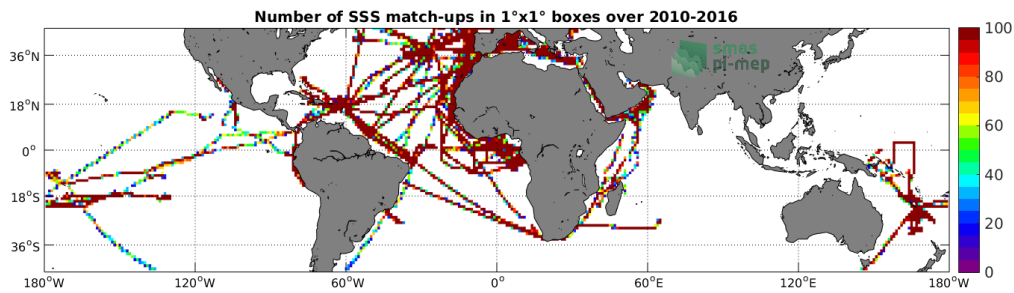 Number of SSS match-ups in 1°x1° boxes over 2010-2016
smos
pi-mep
36°N
18°N
0°
18°S
36°S
180°W 120°W 60°W 0° 60°E 120°E 180°W
100
80
60
40
20
0